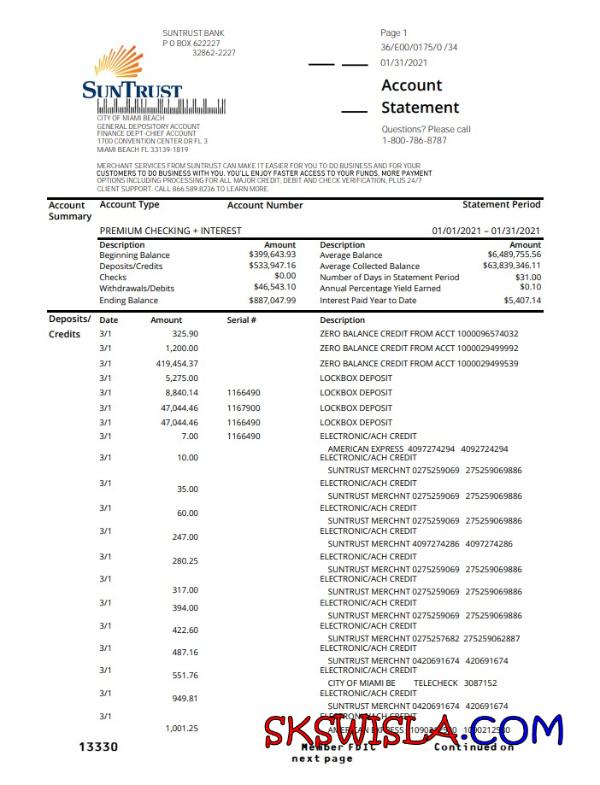 SUNTRUST BANK
P O BOX 622227
32862-2227
Page 1
36/E00/0175/0 /34
01/31/2021
Account
Statement
Questions? Please call
1-800-786-8787
SUNTRUST
CITY OF MIAMI BEACH
GENERAL DEPOSITORY ACCOUNT
FINANCE DEPT-CHIEF ACCOUNT
1700 CONVENTION CENTER DR FL 3
MIAMI BEACH FL 33139-1819
MERCHANT SERVICES FROM SUNTRUST CAN MAKE IT EASIER FOR YOU TO DO BUSINESS AND FOR YOUR
CUSTOMERS TO DO BUSINESS WITH YOU. YOU'LL ENJOY FASTER ACCESS TO YOUR FUNDS, MORE PAYMENT
OPTIONS INCLUDING PROCESSING FOR ALL MAJOR CREDIT, DEBIT AND CHECK VERIFICATION, PLUS 24/7
CLIENT SUPPORT. CALL 866.589.8236 TO LEARN MORE.
Account Summary Account Type Account Number Statement Period
PREMIUM CHECKING + INTEREST 01/01/2021 – 01/31/2021
Description Amount Description Amount
Beginning Balance $399,643.93 Average Balance $6,489,755.56
Deposits/Credits $533,947.16 Average Collected Balance $63,839,346.11
Checks $0.00 Number of Days in Statement Period $31.00
Withdrawals/Debits $46,543.10 Annual Percentage Yield Earned $0.10
Ending Balance $887,047.99 Interest Paid Year to Date $5,407.14
Deposits/ Credits Date Amount Serial # Description
3/1 325.90 ZERO BALANCE CREDIT FROM ACCT 1000096574032
3/1 1,200.00 ZERO BALANCE CREDIT FROM ACCT 1000029499992
3/1 419,454.37 ZERO BALANCE CREDIT FROM ACCT 1000029499539
3/1 5,275.00 LOCKBOX DEPOSIT
3/1 8,840.14 1166490 LOCKBOX DEPOSIT
3/1 47,044.46 1167900 LOCKBOX DEPOSIT
3/1 47,044.46 1166490 LOCKBOX DEPOSIT
3/1 7.00 1166490 ELECTRONIC/ACH CREDIT
AMERICAN EXPRESS 4097274294 4092724294
3/1 10.00 ELECTRONIC/ACH CREDIT
SUNTRUST MERCHNT 0275259069 275259069886
3/1 35.00 ELECTRONIC/ACH CREDIT
SUNTRUST MERCHNT 0275259069 275259069886
3/1 60.00 ELECTRONIC/ACH CREDIT
SUNTRUST MERCHNT 0275259069 275259069886
3/1 247.00 ELECTRONIC/ACH CREDIT
SUNTRUST MERCHNT 4097274286 4097274286
3/1 280.25 ELECTRONIC/ACH CREDIT
SUNTRUST MERCHNT 0275259069 275259069886
3/1 317.00 ELECTRONIC/ACH CREDIT
SUNTRUST MERCHNT 0275259069 275259069886
3/1 394.00 ELECTRONIC/ACH CREDIT
SUNTRUST MERCHNT 0275259069 275259069886
3/1 422.60 ELECTRONIC/ACH CREDIT
SUNTRUST MERCHNT 0275257682 275259062887
3/1 487.16 ELECTRONIC/ACH CREDIT
SUNTRUST MERCHNT 0420691674 420691674
3/1 551.76 ELECTRONIC/ACH CREDIT
CITY OF MIAMI BE TELECHECK 3087152
3/1 949.81 ELECTRONIC/ACH CREDIT
SUNTRUST MERCHNT 0420691674 420691674
3/1 1,001.25 ELECTRONIC/ACH CREDIT
AMERICAN EXPRESS
SKSWISLA.COM
13330 Member FDIC Continued on
next page